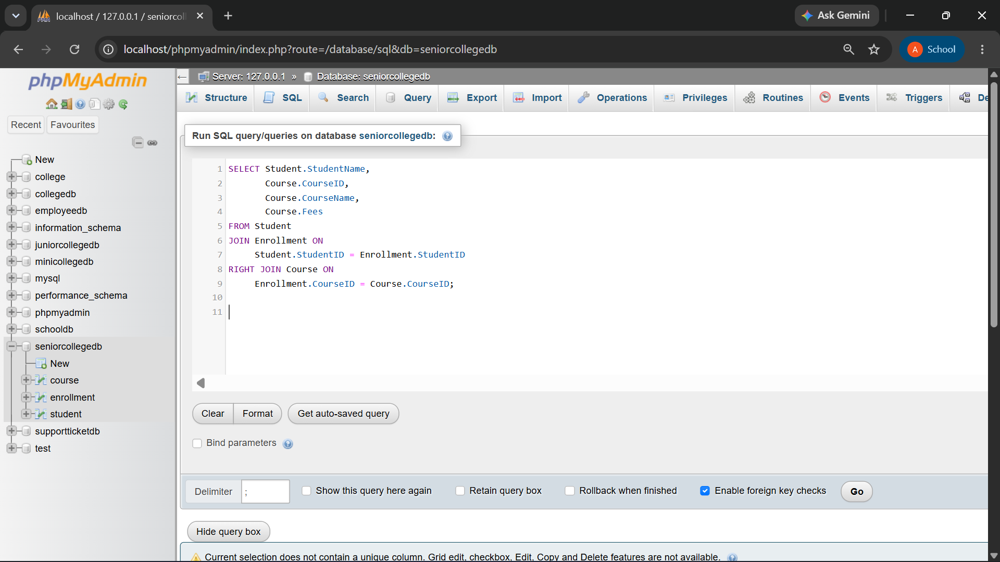 localhost / 127.0.0.1 / seniorcoll
Ask Gemini
localhost/phpmyadmin/index.php?route=/database/sql&db=seniorcollegedb
A School
phpMyAdmin
Recent Favourites
New
college
collegedb
employeedb
information_schema
juniorcollegedb
minicollegedb
mysql
performance_schema
phpmyadmin
schooldb
seniorcollegedb
New
course
enrollment
student
supportticketdb
test
Server: 127.0.0.1 » Database: seniorcollegedb
Structure SQL Search Query Export Import Operations Privileges Routines Events Triggers De
Run SQL query/queries on database seniorcollegedb:
1 SELECT Student.StudentName,
2 Course.CourseID,
3 Course.CourseName,
4 Course.Fees
5 FROM Student
6 JOIN Enrollment ON
7 Student.StudentID = Enrollment.StudentID
8 RIGHT JOIN Course ON
9 Enrollment.CourseID = Course.CourseID;
10
11
Clear Format Get auto-saved query
Bind parameters
Delimiter ; Show this query here again Retain query box Rollback when finished Enable foreign key checks Go
Hide query box
Current selection does not contain a unique column. Grid edit, checkbox, Edit, Copy and Delete features are not available.